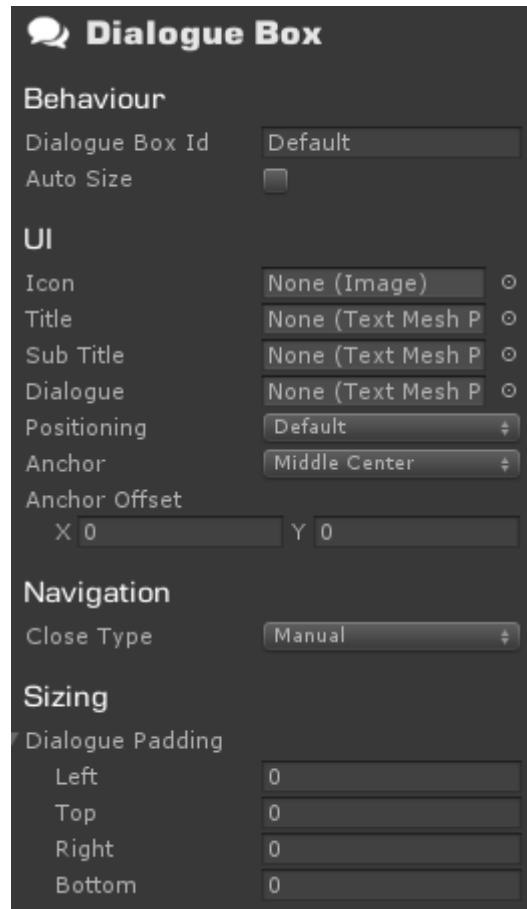 Dialogue Box
Behaviour
Dialogue Box Id Default
Auto Size
UI
Icon None (Image)
Title None (Text Mesh P
Sub Title None (Text Mesh P
Dialogue None (Text Mesh P
Positioning Default
Anchor Middle Center
Anchor Offset
X 0 Y 0
Navigation
Close Type Manual
Sizing
Dialogue Padding
Left 0
Top 0
Right 0
Bottom 0